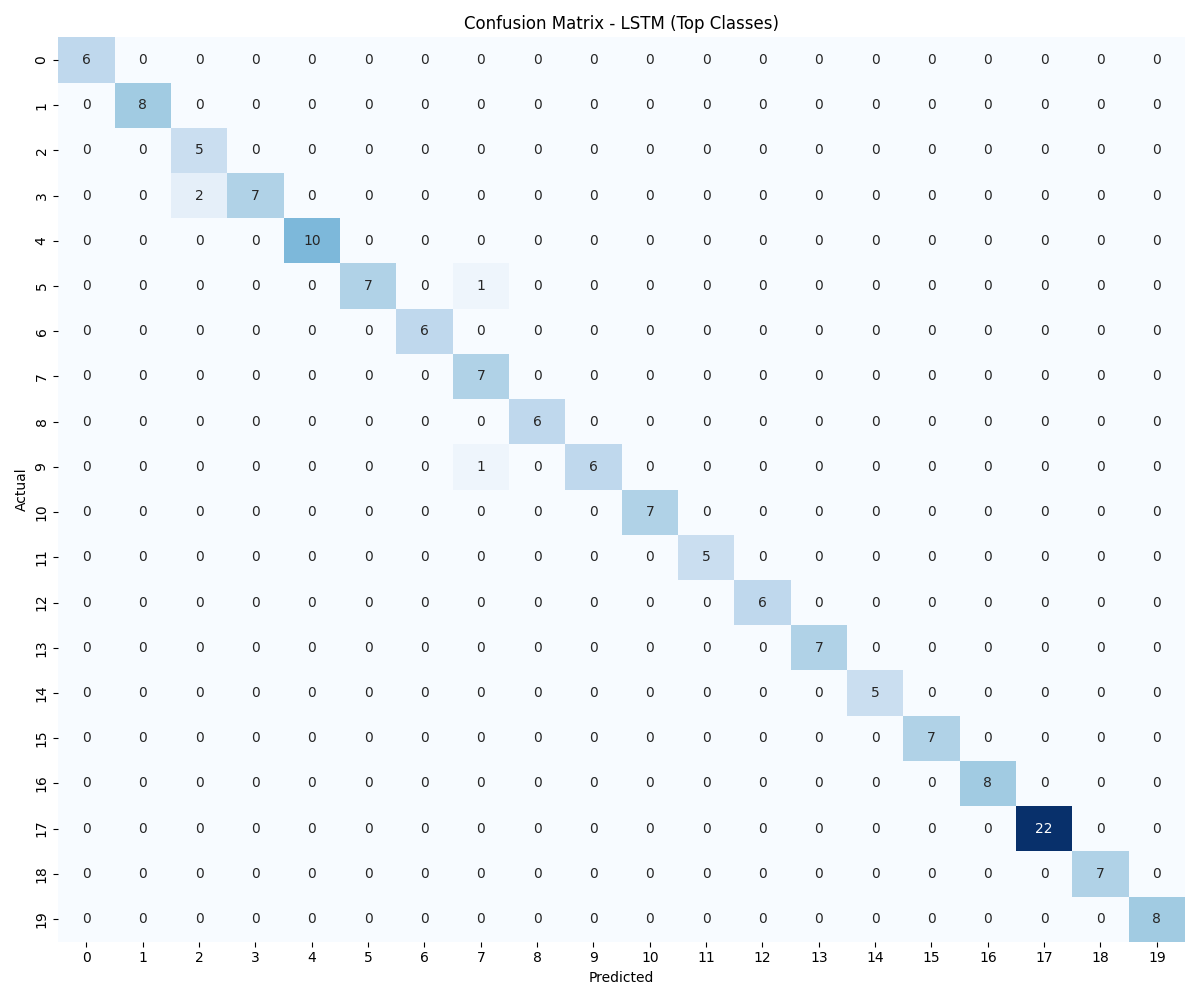 Confusion Matrix - LSTM (Top Classes)
0 6 0 0 0 0 0 0 0 0 0 0 0 0 0 0 0 0 0 0 0
1 0 8 0 0 0 0 0 0 0 0 0 0 0 0 0 0 0 0 0 0
2 0 0 5 0 0 0 0 0 0 0 0 0 0 0 0 0 0 0 0 0
3 0 0 2 7 0 0 0 0 0 0 0 0 0 0 0 0 0 0 0 0
4 0 0 0 0 10 0 0 0 0 0 0 0 0 0 0 0 0 0 0 0
5 0 0 0 0 0 7 0 1 0 0 0 0 0 0 0 0 0 0 0 0
6 0 0 0 0 0 0 6 0 0 0 0 0 0 0 0 0 0 0 0 0
7 0 0 0 0 0 0 0 7 0 0 0 0 0 0 0 0 0 0 0 0
8 0 0 0 0 0 0 0 0 6 0 0 0 0 0 0 0 0 0 0 0
9 0 0 0 0 0 0 0 1 0 6 0 0 0 0 0 0 0 0 0 0
Actual
10 0 0 0 0 0 0 0 0 0 0 7 0 0 0 0 0 0 0 0 0
11 0 0 0 0 0 0 0 0 0 0 0 5 0 0 0 0 0 0 0 0
12 0 0 0 0 0 0 0 0 0 0 0 0 6 0 0 0 0 0 0 0
13 0 0 0 0 0 0 0 0 0 0 0 0 0 7 0 0 0 0 0 0
14 0 0 0 0 0 0 0 0 0 0 0 0 0 0 5 0 0 0 0 0
15 0 0 0 0 0 0 0 0 0 0 0 0 0 0 0 7 0 0 0 0
16 0 0 0 0 0 0 0 0 0 0 0 0 0 0 0 0 8 0 0 0
17 0 0 0 0 0 0 0 0 0 0 0 0 0 0 0 0 0 22 0 0
18 0 0 0 0 0 0 0 0 0 0 0 0 0 0 0 0 0 0 7 0
19 0 0 0 0 0 0 0 0 0 0 0 0 0 0 0 0 0 0 0 8
0 1 2 3 4 5 6 7 8 9 10 11 12 13 14 15 16 17 18 19
Predicted